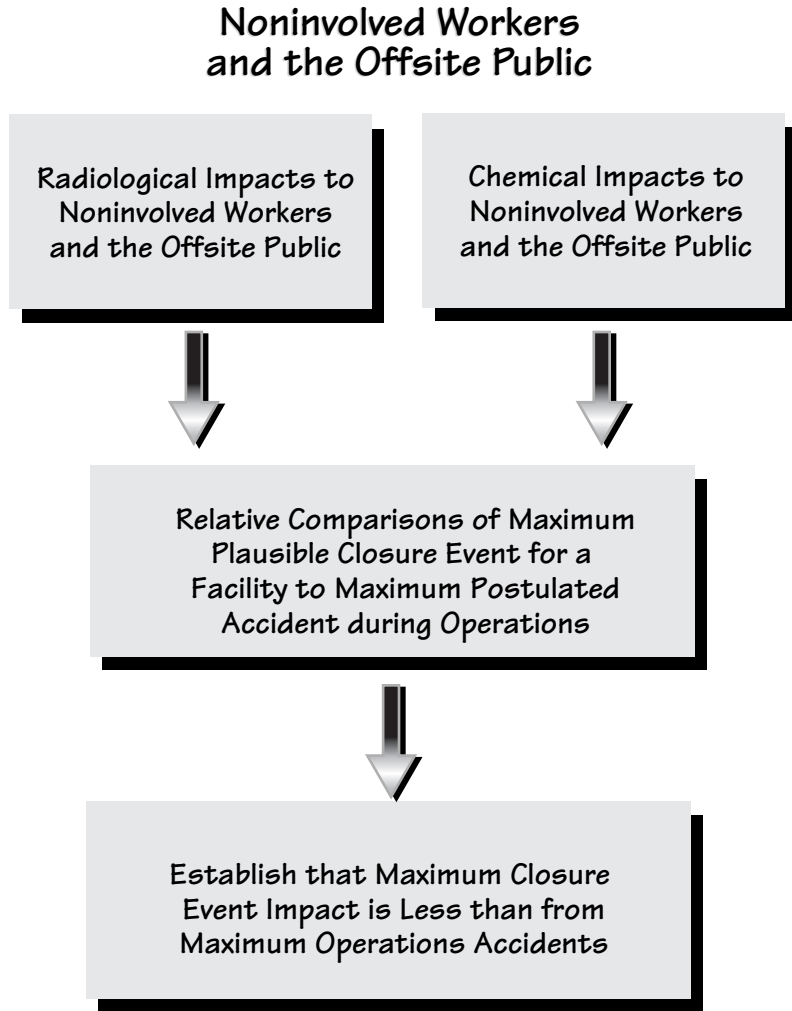 Noninvolved Workers
and the Offsite Public
Radiological Impacts to
Noninvolved Workers
and the Offsite Public
Chemical Impacts to
Noninvolved Workers
and the Offsite Public
Relative Comparisons of Maximum
Plausible Closure Event for a
Facility to Maximum Postulated
Accident during Operations
Establish that Maximum Closure
Event Impact is Less than from
Maximum Operations Accidents